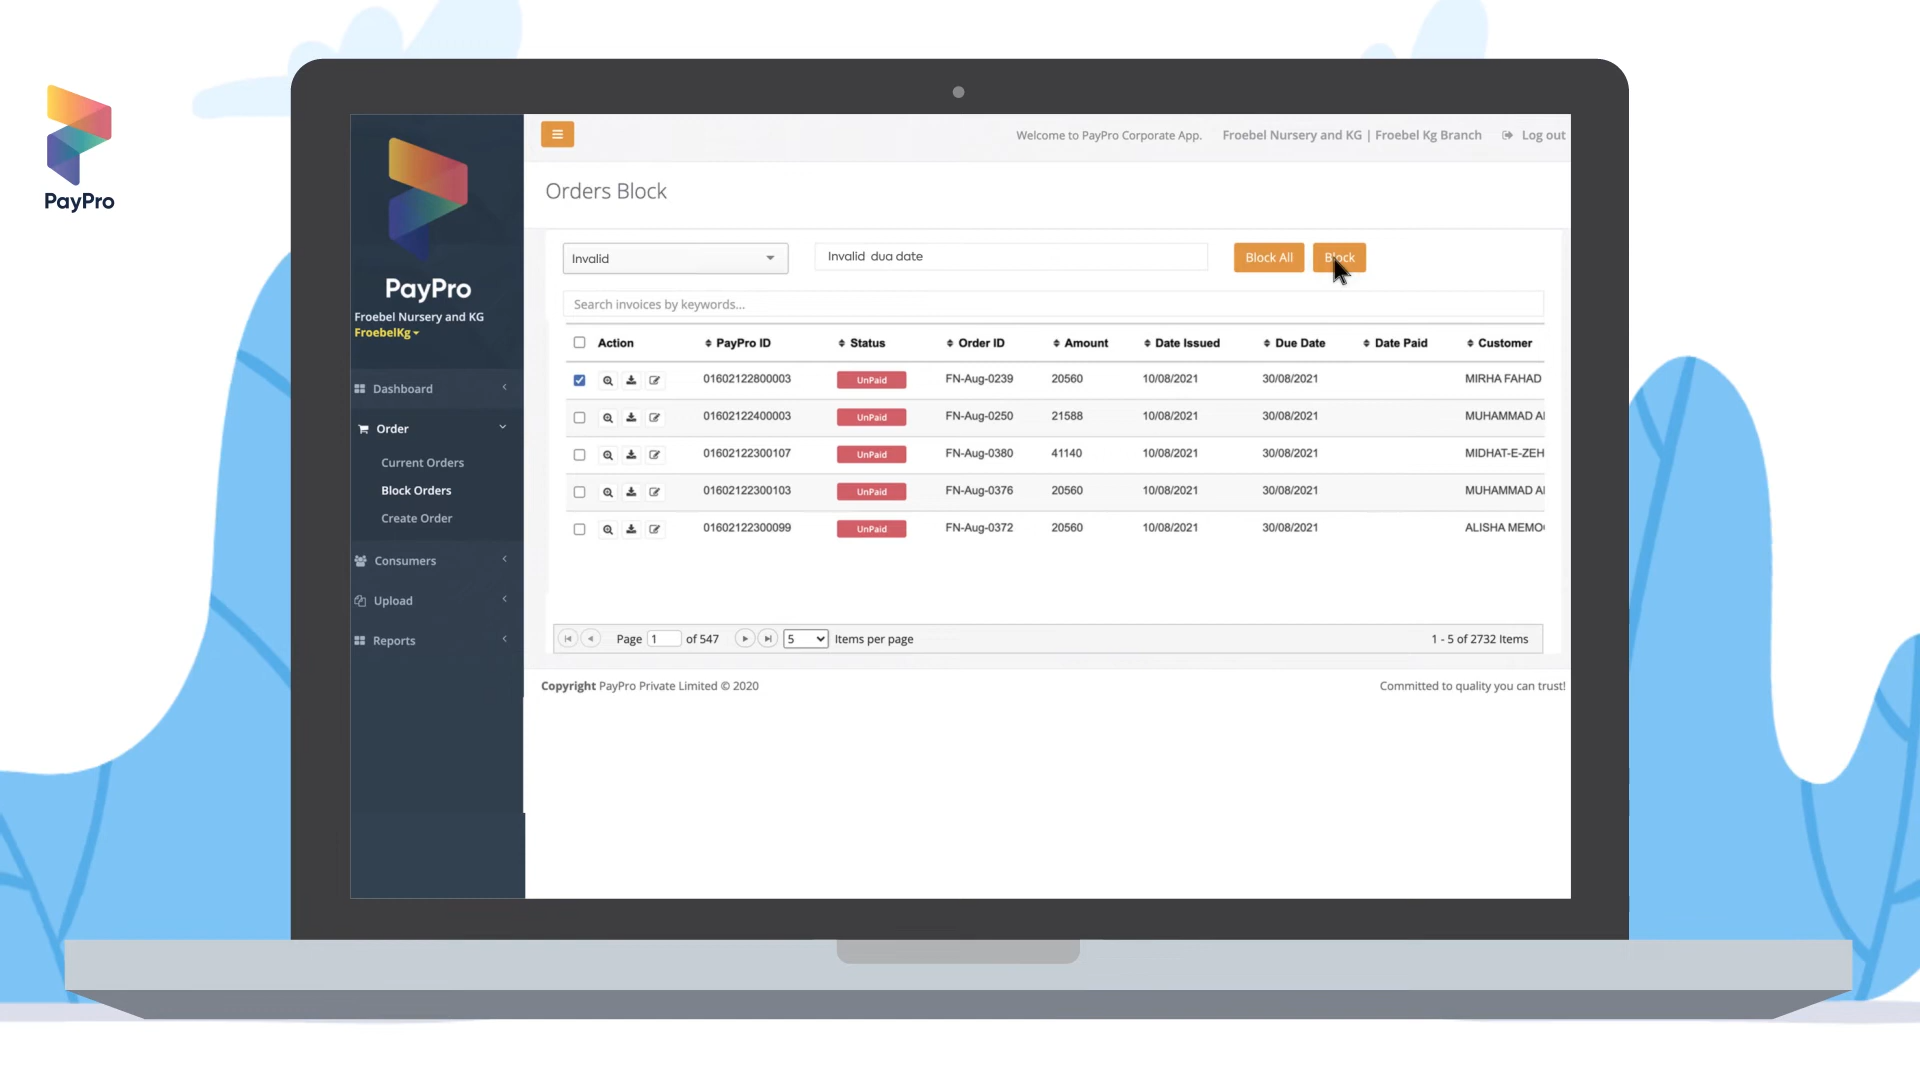 PayPro
Welcome to PayPro Corporate App. Froebel Nursery and KG | Froebel Kg Branch Log out
PayPro
Froebel Nursery and KG
FroebelKg
Dashboard
Order
Current Orders
Block Orders
Create Order
Consumers
Upload
Reports
Orders Block
Invalid Invalid dua date Block All Block
Search invoices by keywords...
Action PayPro ID Status Order ID Amount Date Issued Due Date Date Paid Customer
01602122800003 UnPaid FN-Aug-0239 20560 10/08/2021 30/08/2021 MIRHA FAHAD
01602122400003 UnPaid FN-Aug-0250 21588 10/08/2021 30/08/2021 MUHAMMAD A
01602122300107 UnPaid FN-Aug-0380 41140 10/08/2021 30/08/2021 MIDHAT-E-ZEH
01602122300103 UnPaid FN-Aug-0376 20560 10/08/2021 30/08/2021 MUHAMMAD A
01602122300099 UnPaid FN-Aug-0372 20560 10/08/2021 30/08/2021 ALISHA MEMO
Page 1 of 547 5 Items per page 1 - 5 of 2732 Items
Copyright PayPro Private Limited © 2020 Committed to quality you can trust!